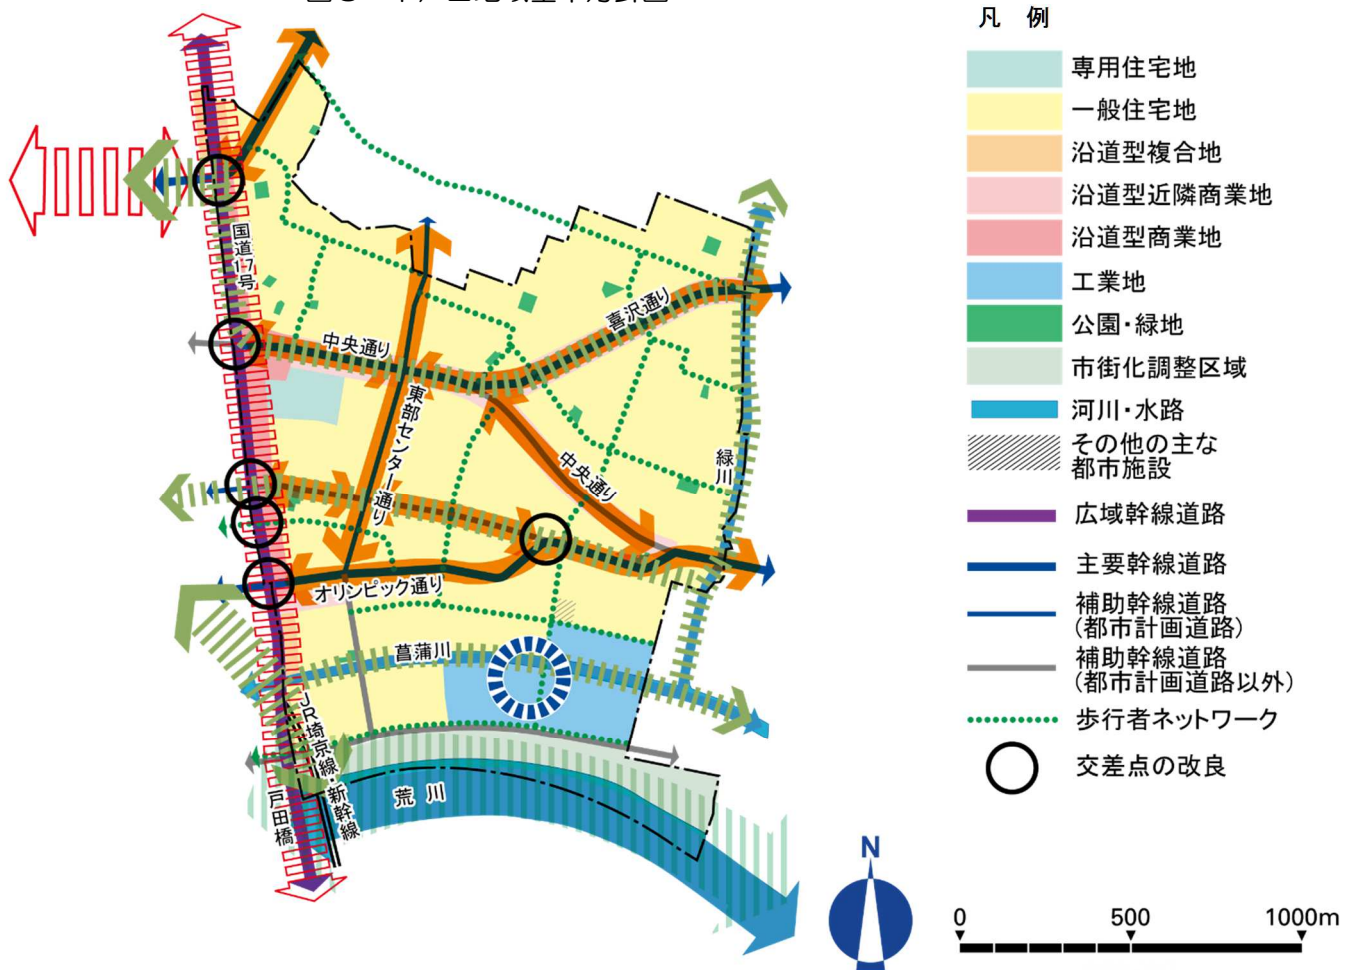 凡 例
専用住宅地
一般住宅地
沿道型複合地
沿道型近隣商業地
沿道型商業地
工業地
公園・緑地
市街化調整区域
河川・水路
その他の主な
都市施設
広域幹線道路
主要幹線道路
補助幹線道路
(都市計画道路)
補助幹線道路
(都市計画道路以外)
歩行者ネットワーク
交差点の改良
国道17号
中央通り
喜沢通り
東部センター通り
中央通り
緑川
オリンピック通り
菖蒲川
JR埼京線・新幹線
戸田橋
荒川
N
0 500 1000m